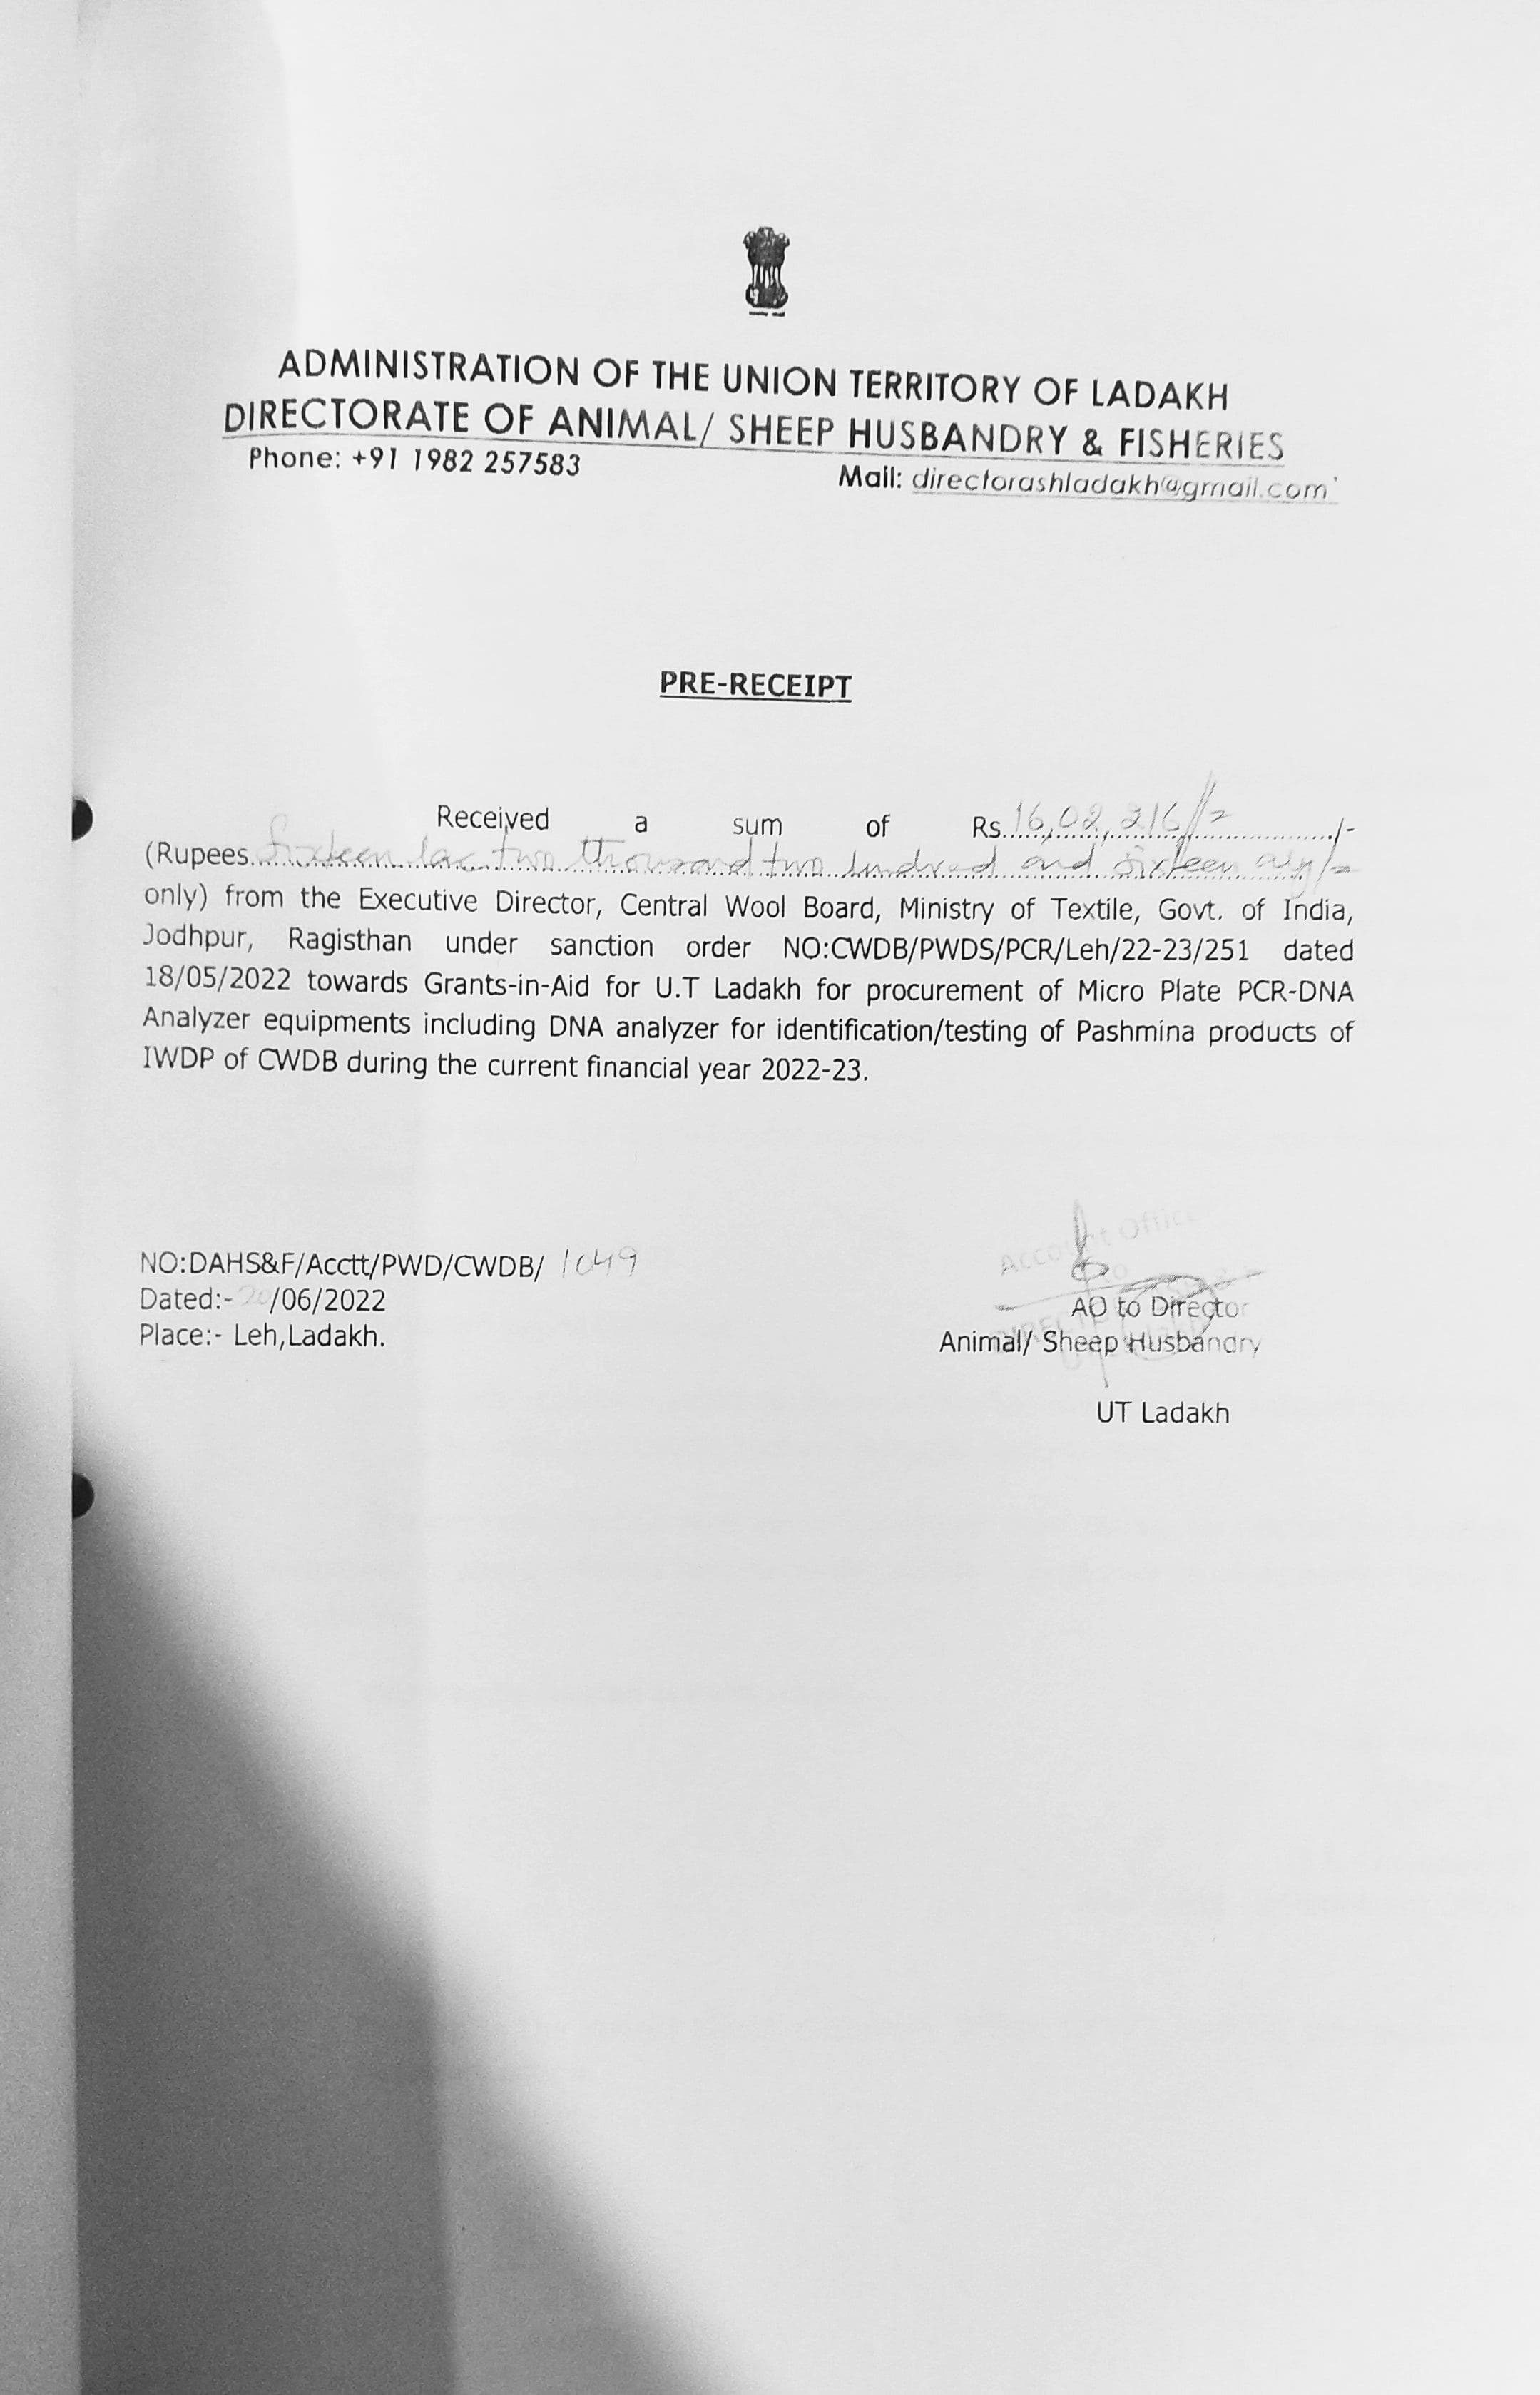 ADMINISTRATION OF THE UNION TERRITORY OF LADAKH
DIRECTORATE OF ANIMAL/ SHEEP HUSBANDRY & FISHERIES
Phone: +91 1982 257583 Mail: directorashladakh@gmail.com
PRE-RECEIPT
Received a sum of Rs.16,02,216/=........../-
(Rupees Sixteen lac two thousand two hundred and sixteen only/=
only) from the Executive Director, Central Wool Board, Ministry of Textile, Govt. of India,
Jodhpur, Ragisthan under sanction order NO:CWDB/PWDS/PCR/Leh/22-23/251 dated
18/05/2022 towards Grants-in-Aid for U.T Ladakh for procurement of Micro Plate PCR-DNA
Analyzer equipments including DNA analyzer for identification/testing of Pashmina products of
IWDP of CWDB during the current financial year 2022-23.
NO:DAHS&F/Acctt/PWD/CWDB/ 1049
Dated:- /06/2022
Place:- Leh,Ladakh.
Account Office
AO to Director
Animal/ Sheep Husbandry
UT Ladakh